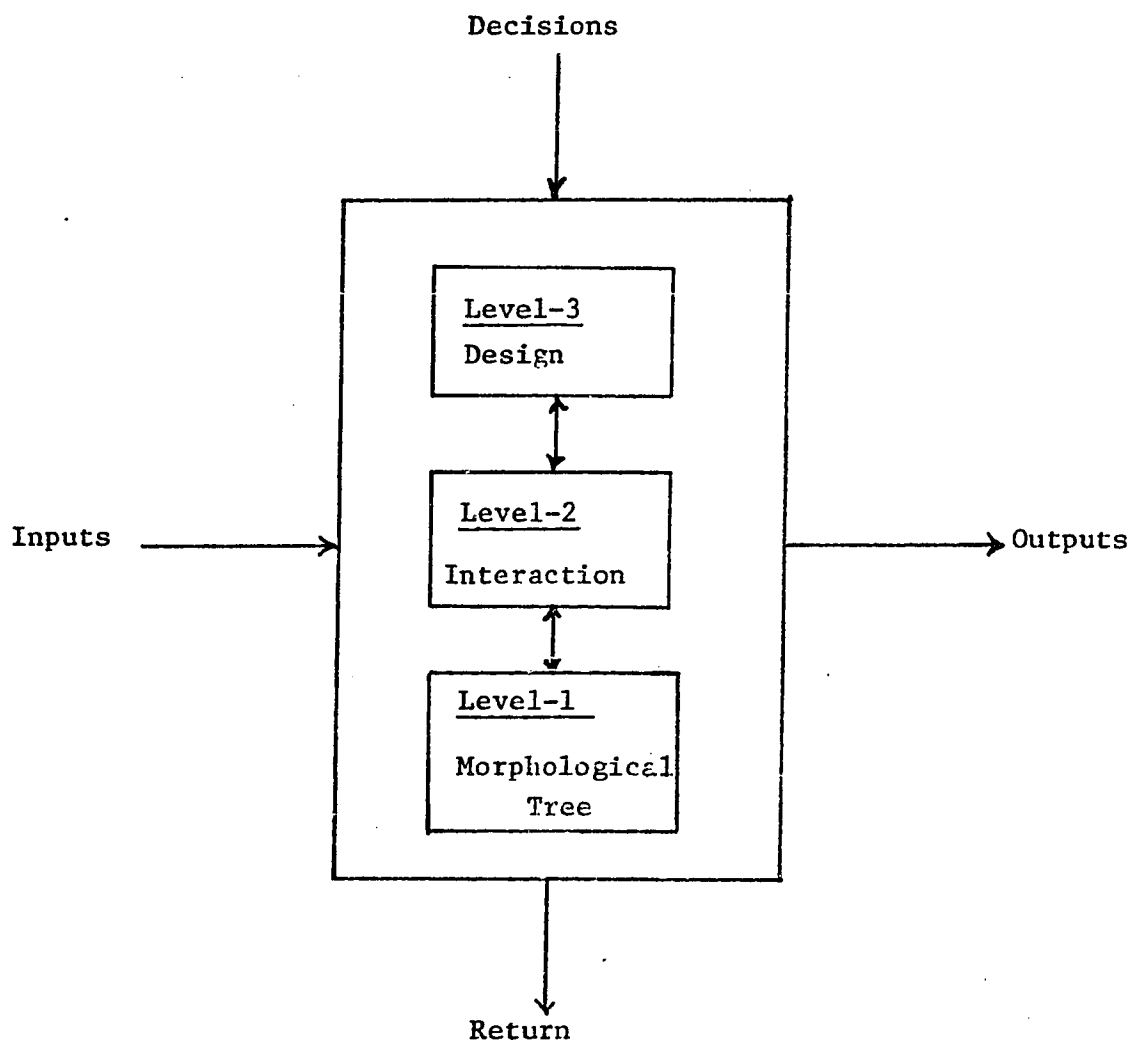 Decisions
Level-3
Design
Level-2
Interaction
Inputs
Outputs
Level-1
Morphological
Tree
Return